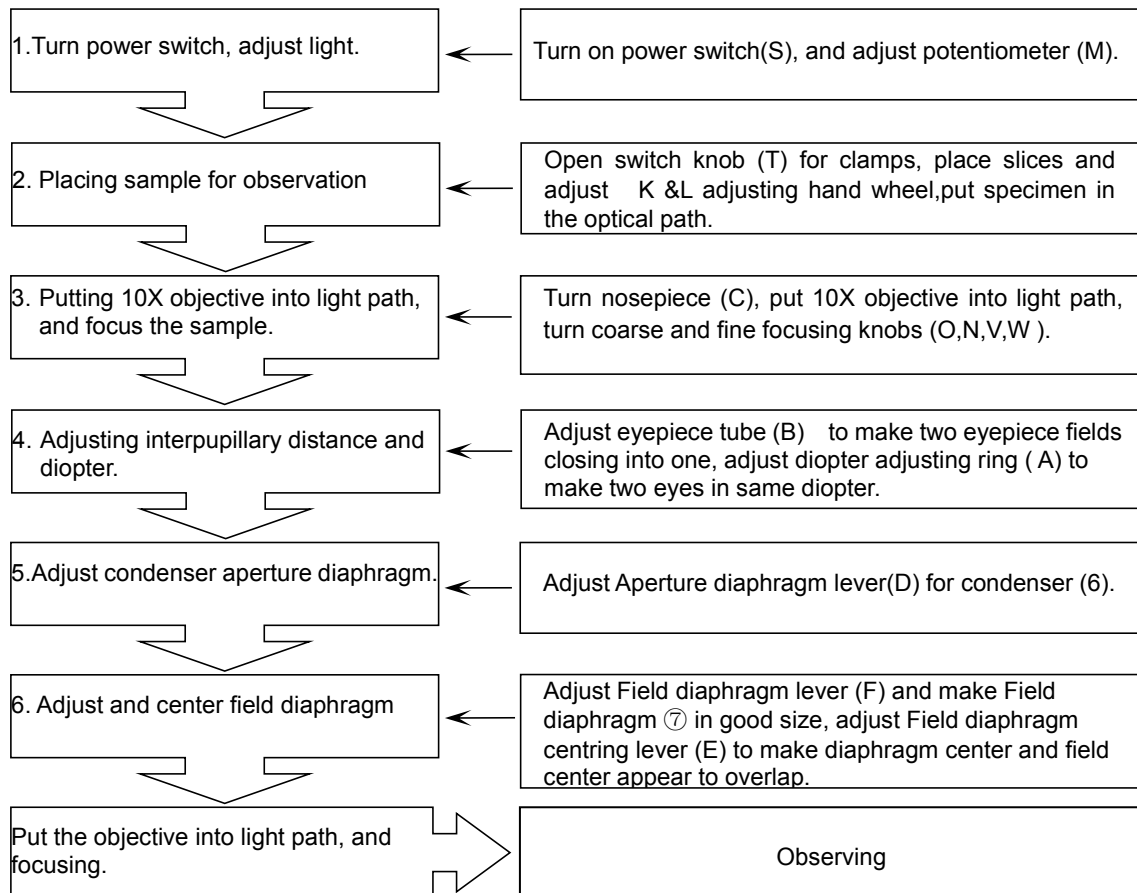 1.Turn power switch, adjust light.
Turn on power switch(S), and adjust potentiometer (M).
2. Placing sample for observation
Open switch knob (T) for clamps, place slices and
adjust K &L adjusting hand wheel,put specimen in
the optical path.
3. Putting 10X objective into light path,
and focus the sample.
Turn nosepiece (C), put 10X objective into light path,
turn coarse and fine focusing knobs (O,N,V,W ).
4. Adjusting interpupillary distance and
diopter.
Adjust eyepiece tube (B) to make two eyepiece fields
closing into one, adjust diopter adjusting ring ( A) to
make two eyes in same diopter.
5.Adjust condenser aperture diaphragm.
Adjust Aperture diaphragm lever(D) for condenser (6).
6. Adjust and center field diaphragm
Adjust Field diaphragm lever (F) and make Field
diaphragm ⑦ in good size, adjust Field diaphragm
centring lever (E) to make diaphragm center and field
center appear to overlap.
Put the objective into light path, and
focusing.
Observing